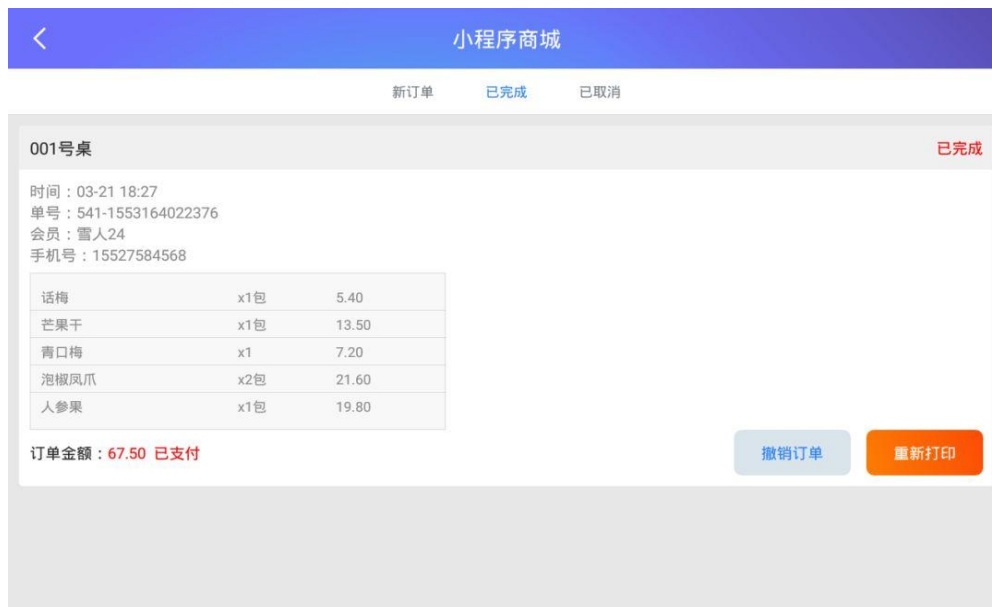 小程序商城
新订单 已完成 已取消
001号桌 已完成
时间：03-21 18:27
单号：541-1553164022376
会员：雪人24
手机号：15527584568
话梅 x1包 5.40
芒果干 x1包 13.50
青口梅 x1 7.20
泡椒凤爪 x2包 21.60
人参果 x1包 19.80
订单金额：67.50 已支付 撤销订单 重新打印